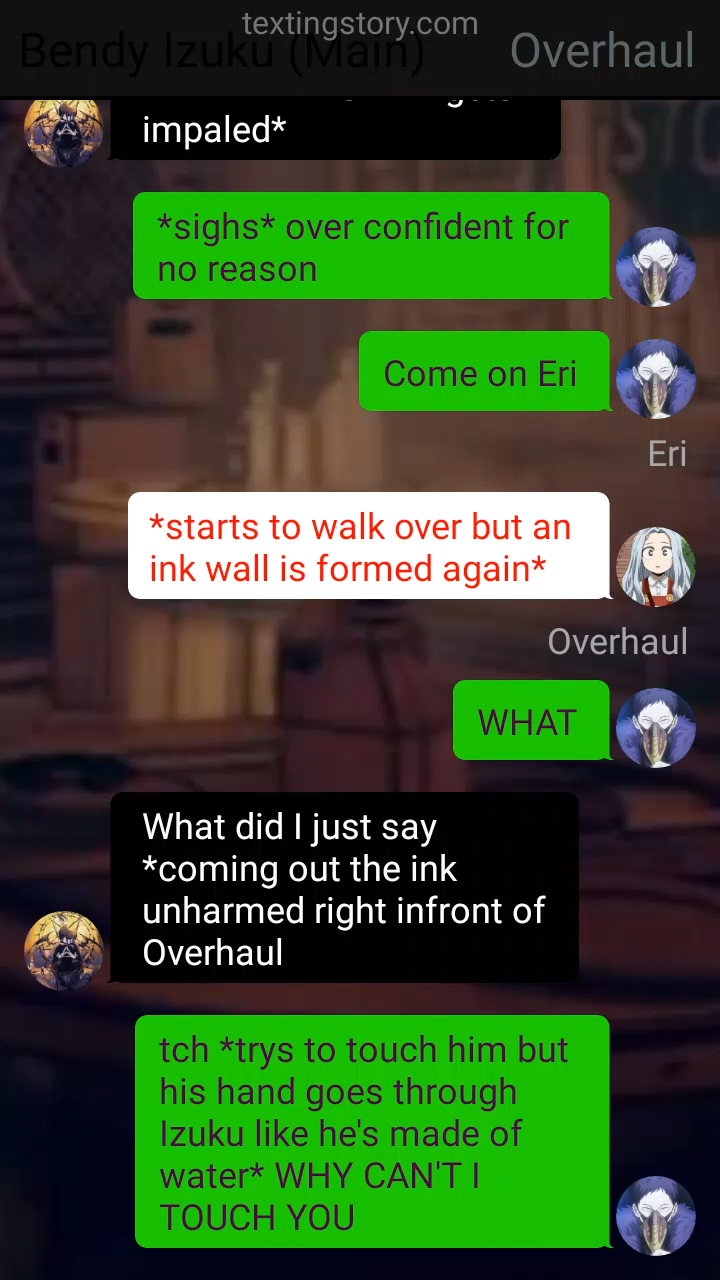 textingstory.com
Bendy Izuku (Main)
Overhaul
impaled*
*sighs* over confident for
no reason
Come on Eri
Eri
*starts to walk over but an
ink wall is formed again*
Overhaul
WHAT
What did I just say
*coming out the ink
unharmed right infront of
Overhaul
tch *trys to touch him but
his hand goes through
Izuku like he's made of
water* WHY CAN'T I
TOUCH YOU